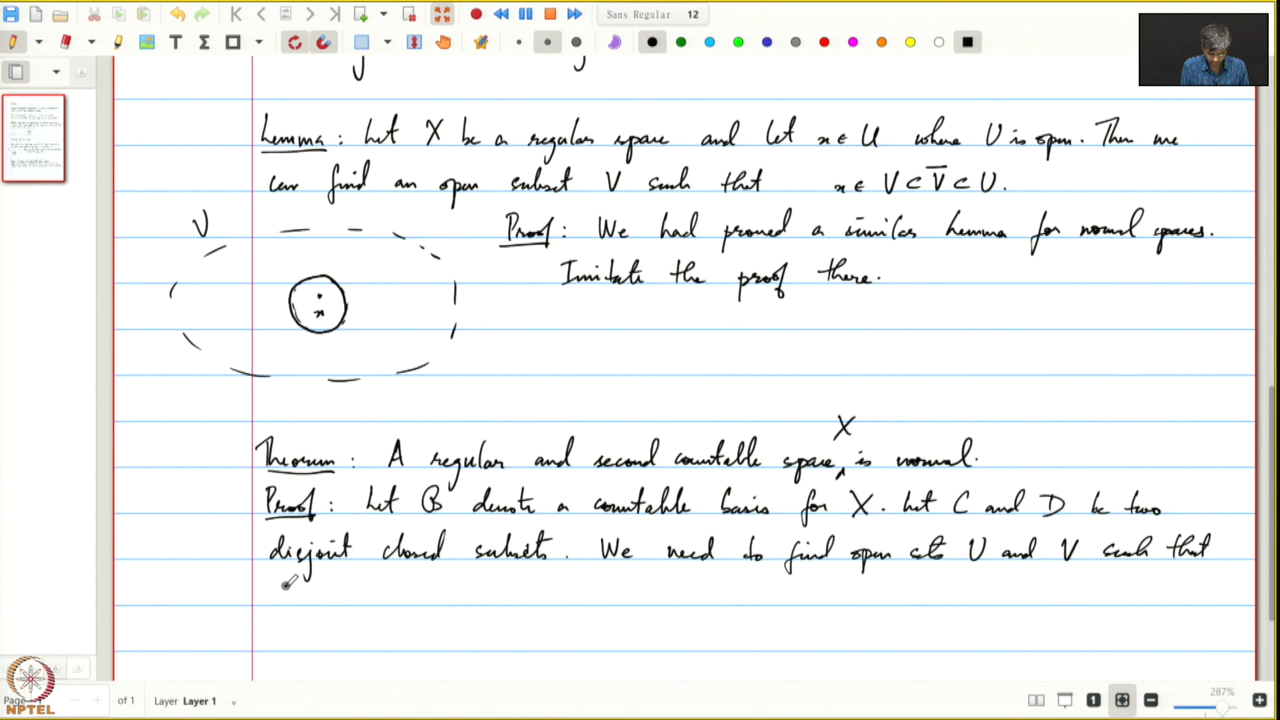 Sans Regular 12
Lemma : Let X be a regular space and let x ∈ U where U is open. Then we
can find an open subset V such that x ∈ V ⊂ V̅ ⊂ U.
U
Proof : We had proved a similar lemma for normal spaces.
Imitate the proof there.
x
X
Theorem : A regular and second countable space ‸ is normal.
Proof : Let B denote a countable basis for X. Let C and D be two
disjoint closed subsets. We need to find open sets U and V such that
NPTEL
Page
of 1
Layer Layer 1
287%